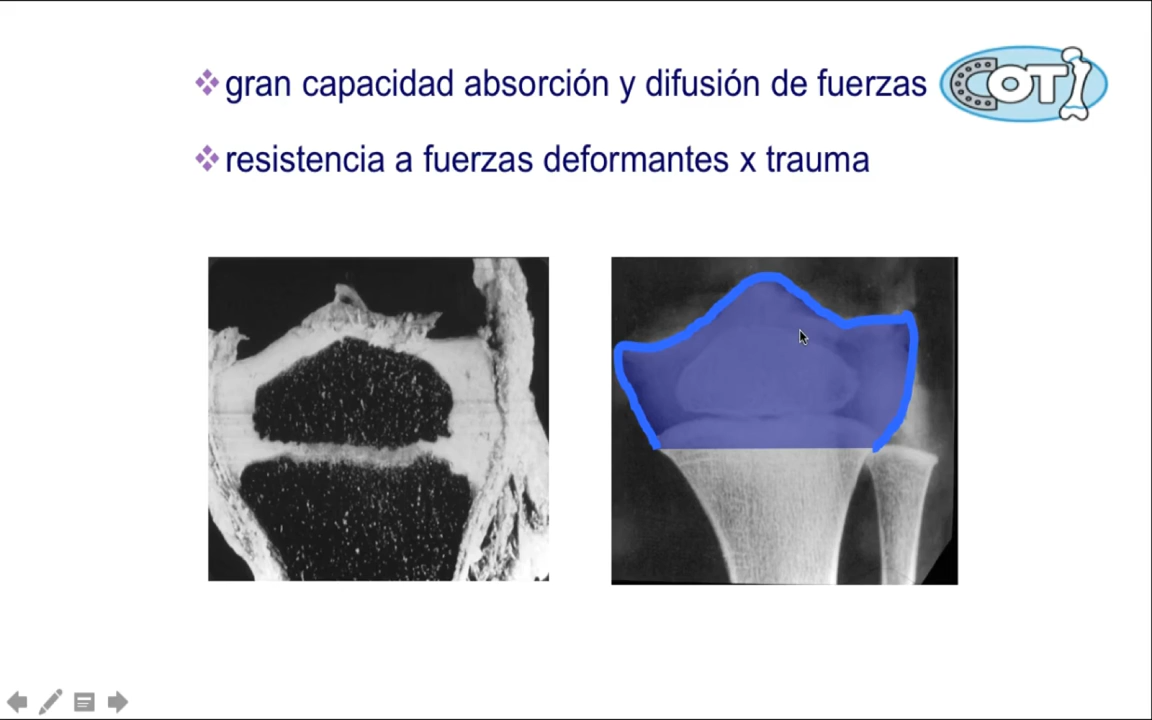 gran capacidad absorción y difusión de fuerzas
COT
resistencia a fuerzas deformantes x trauma